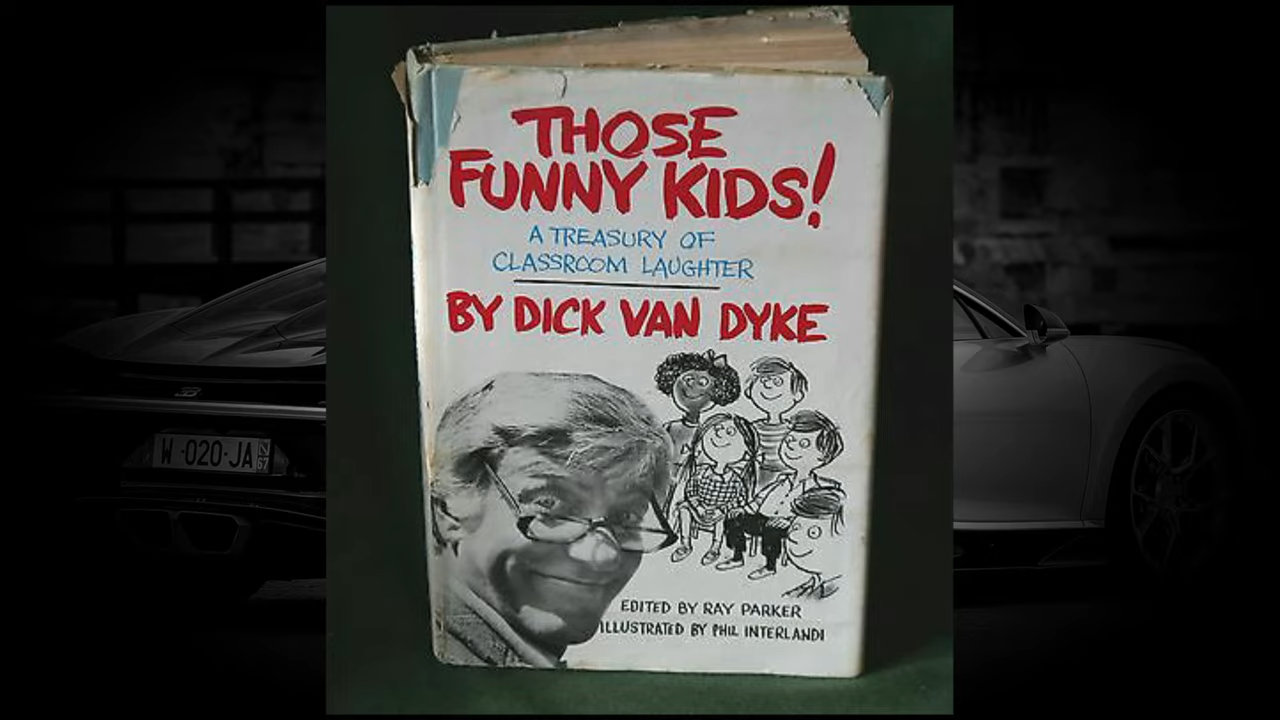 THOSE
FUNNY KIDS!
A TREASURY OF
CLASSROOM LAUGHTER
BY DICK VAN DYKE
EDITED BY RAY PARKER
ILLUSTRATED BY PHIL INTERLANDI
W-020-JA
67